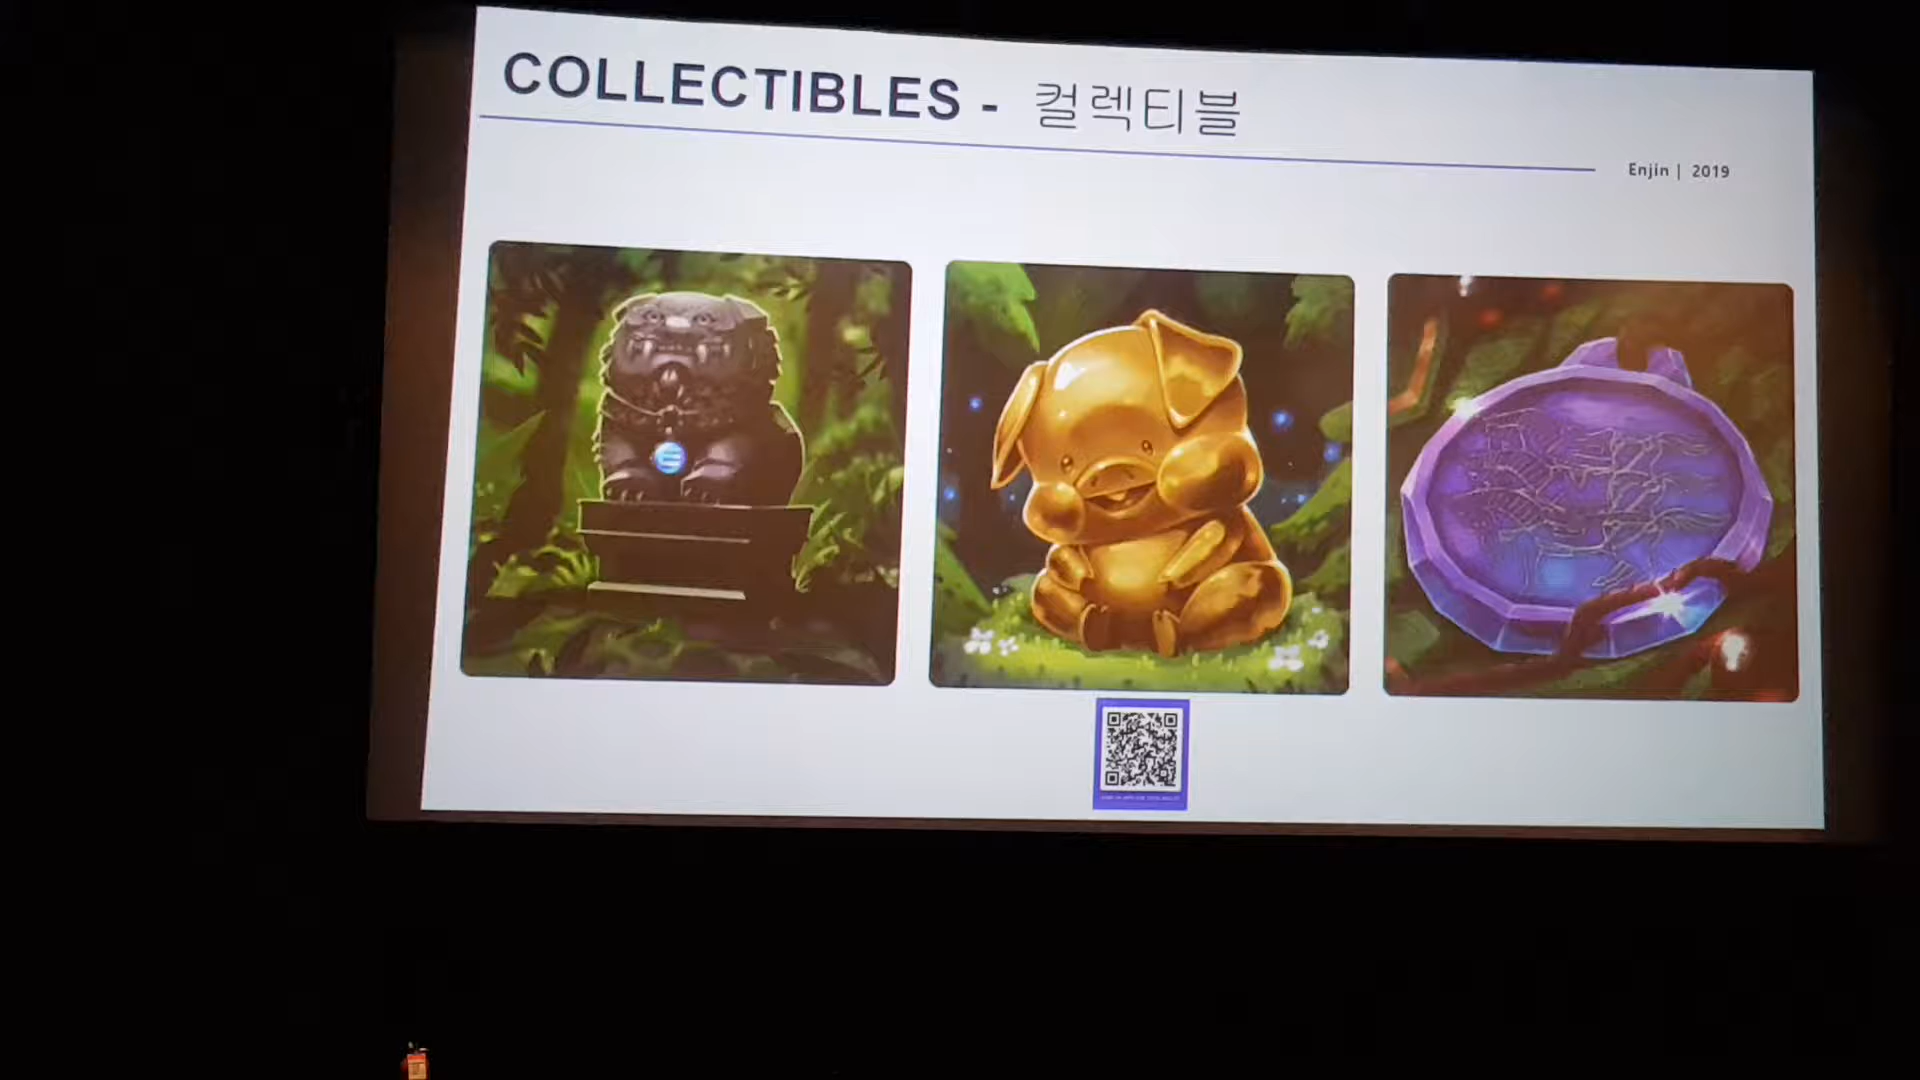 COLLECTIBLES - 컬렉티블
Enjin | 2019